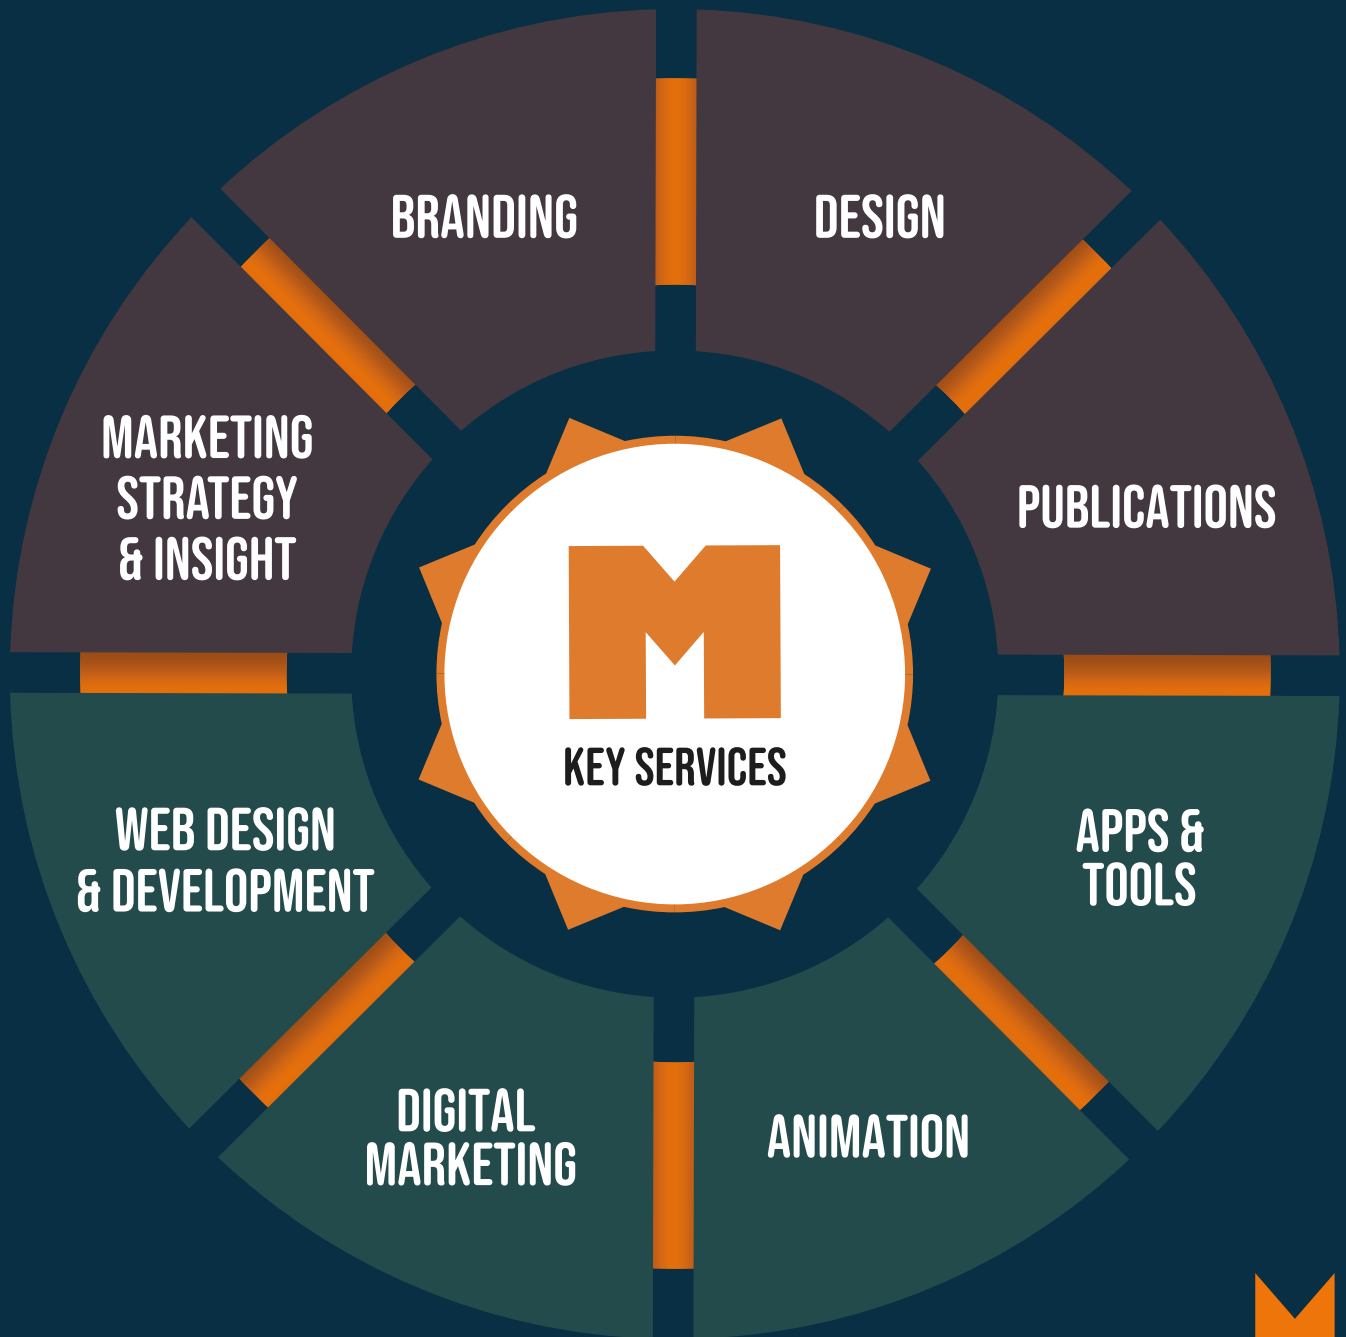 BRANDING
DESIGN
MARKETING
STRATEGY
& INSIGHT
PUBLICATIONS
M
KEY SERVICES
WEB DESIGN
& DEVELOPMENT
APPS &
TOOLS
DIGITAL
MARKETING
ANIMATION